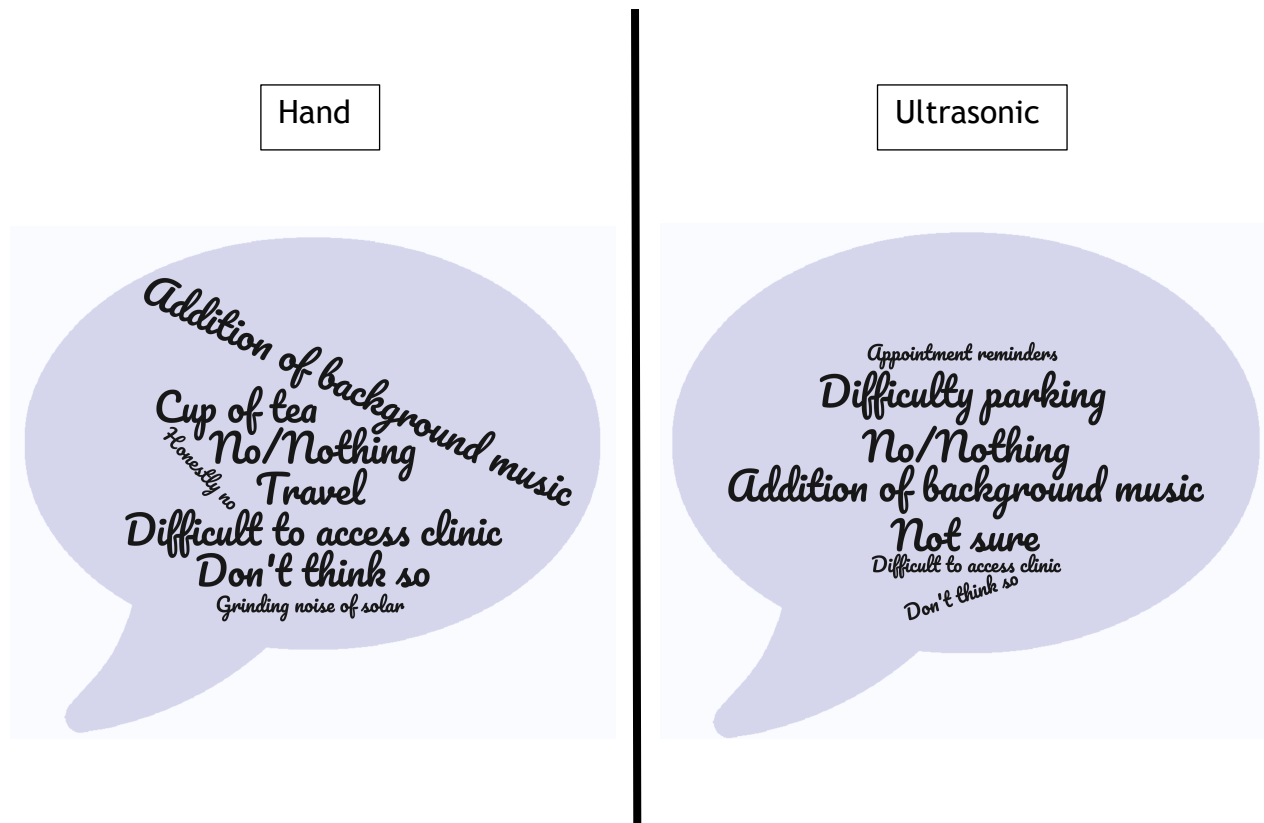 Hand
Addition of background music
Cup of tea
No/Nothing
Honestly no
Travel
Difficult to access clinic
Don't think so
Grinding noise of solar
Ultrasonic
Appointment reminders
Difficulty parking
No/Nothing
Addition of background music
Not sure
Difficult to access clinic
Don't think so